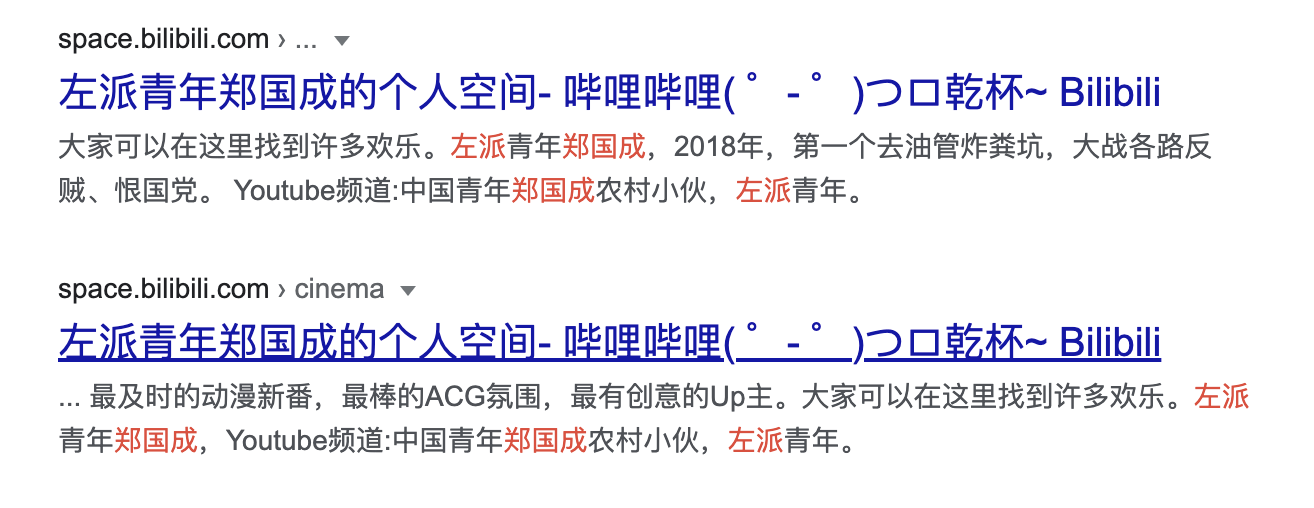 space.bilibili.com › ...
左派青年郑国成的个人空间- 哔哩哔哩( ゜- ゜)つロ乾杯~ Bilibili
大家可以在这里找到许多欢乐。左派青年郑国成，2018年，第一个去油管炸粪坑，大战各路反
贼、恨国党。 Youtube频道:中国青年郑国成农村小伙，左派青年。
space.bilibili.com › cinema
左派青年郑国成的个人空间- 哔哩哔哩( ゜- ゜)つロ乾杯~ Bilibili
... 最及时的动漫新番，最棒的ACG氛围，最有创意的Up主。大家可以在这里找到许多欢乐。左派
青年郑国成，Youtube频道:中国青年郑国成农村小伙，左派青年。